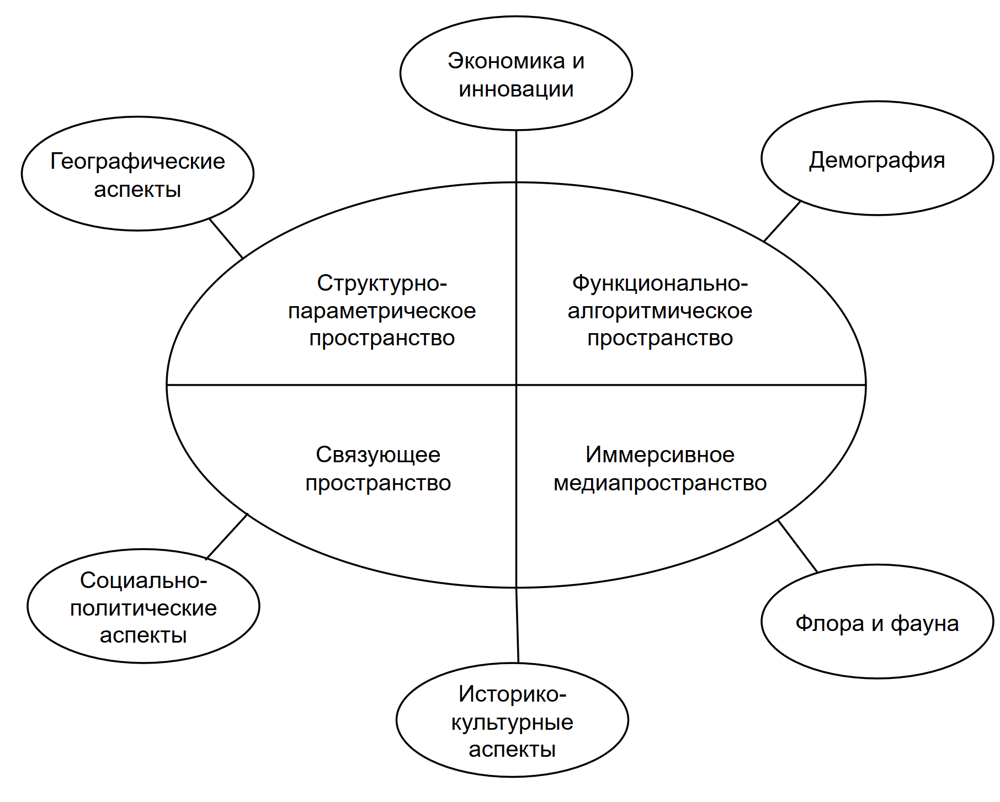 Экономика и
инновации
Географические
аспекты
Демография
Структурно-
параметрическое
пространство
Функционально-
алгоритмическое
пространство
Связующее
пространство
Иммерсивное
медиапространство
Социально-
политические
аспекты
Флора и фауна
Историко-
культурные
аспекты